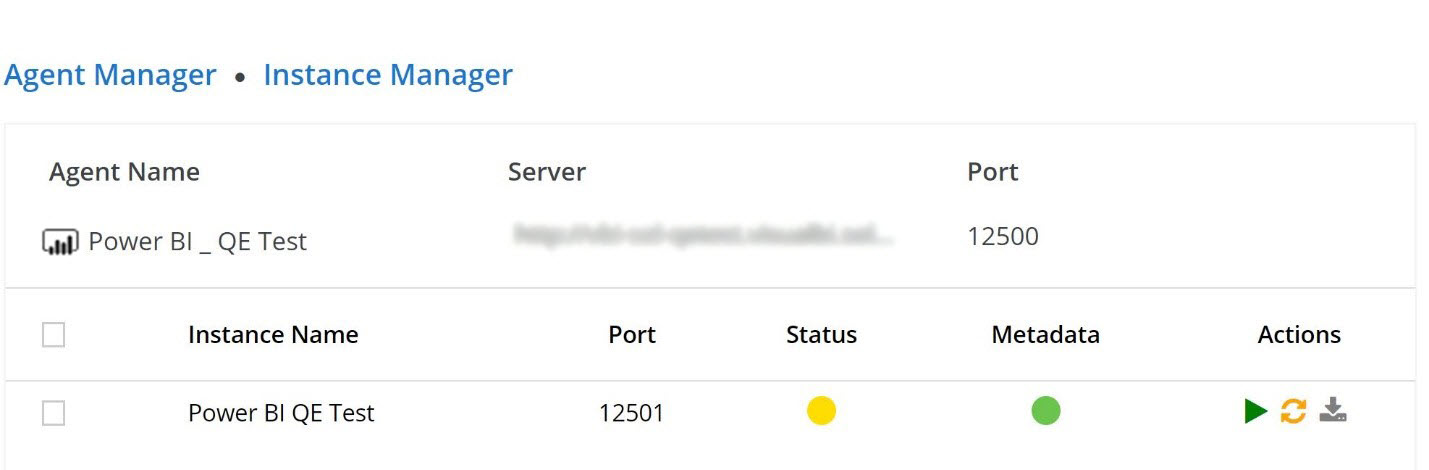 Agent Manager • Instance Manager
Agent Name Server Port
Power BI _ QE Test 12500
Instance Name Port Status Metadata Actions
Power BI QE Test 12501